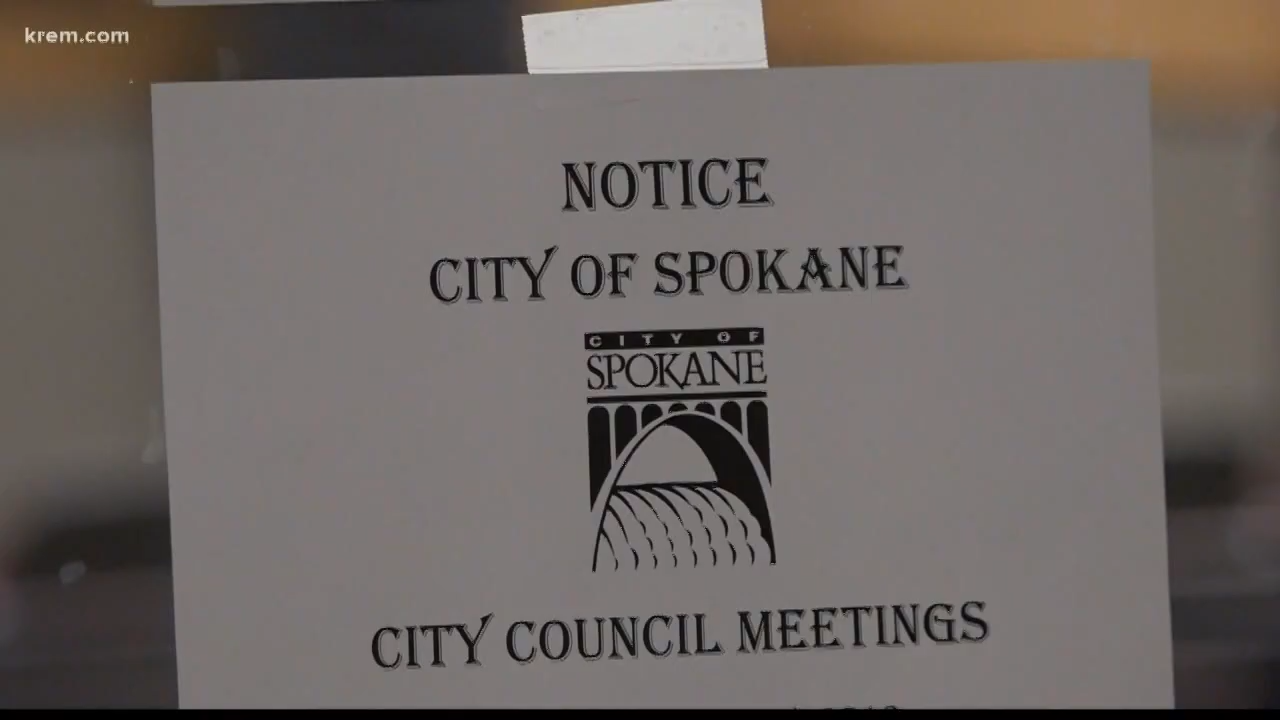 krem.com
NOTICE
CITY OF SPOKANE
CITY OF
SPOKANE
CITY COUNCIL MEETINGS